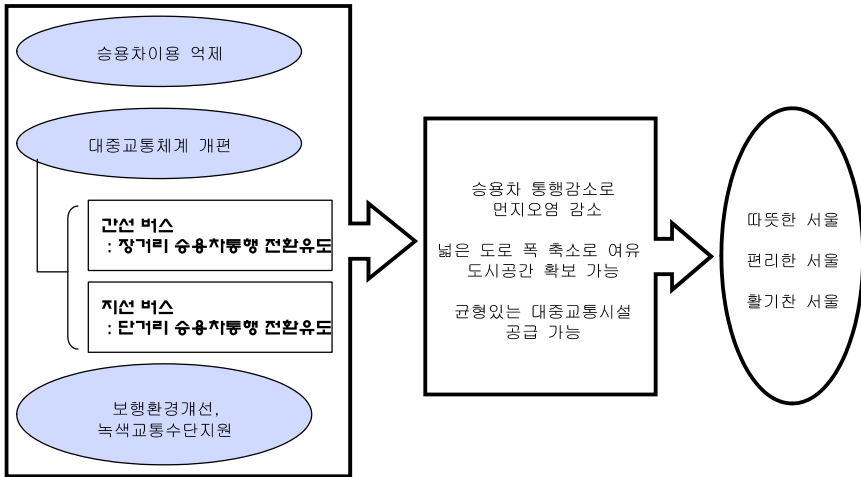 승용차이용 억제
대중교통체계 개편
간선 버스
: 장거리 승용차통행 전환유도
지선 버스
: 단거리 승용차통행 전환유도
보행환경개선,
녹색교통수단지원
승용차 통행감소로
먼지오염 감소
넓은 도로 폭 축소로 여유
도시공간 확보 가능
균형있는 대중교통시설
공급 가능
따뜻한 서울
편리한 서울
활기찬 서울